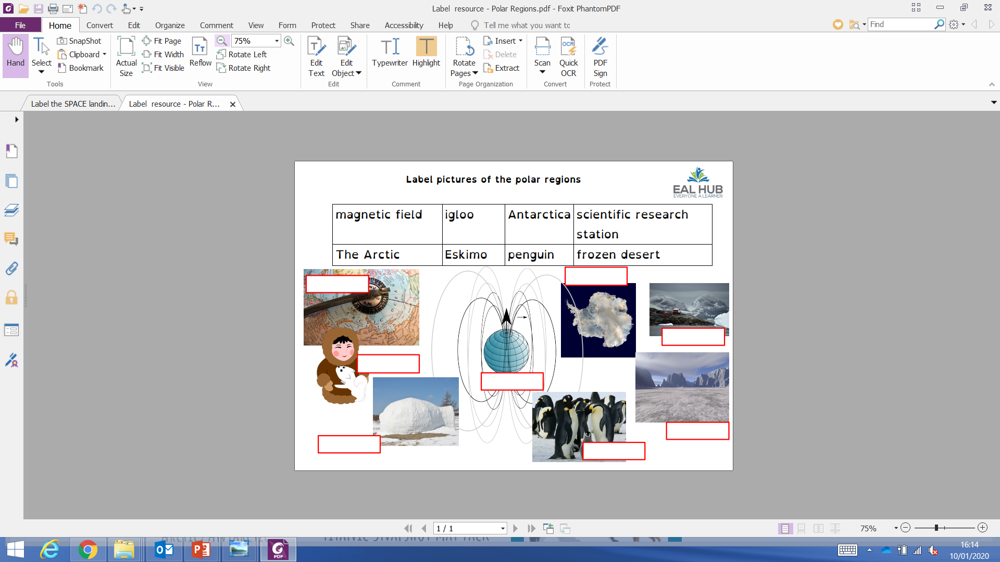 Label  resource - Polar Regions.pdf - Foxit PhantomPDF
File Home Convert Edit Organize Comment View Form Protect Share Accessibility Help Tell me what you want to Find
Hand
Select
SnapShot
Clipboard
Bookmark
Tools
Actual
Size
Fit Page
Fit Width
Fit Visible
Reflow
75%
Rotate Left
Rotate Right
View
Edit
Text
Edit
Object
Edit
Typewriter
Highlight
Comment
Rotate
Pages
Insert
Delete
Extract
Page Organization
Scan
Quick
OCR
Convert
PDF
Sign
Protect
Label the SPACE landin...
Label  resource - Polar R...
Label pictures of the polar regions
EAL HUB
EVERYONE A LEARNER
magnetic field igloo Antarctica scientific research
station
The Arctic Eskimo penguin frozen desert
1 / 1
75%
16:14
10/01/2020